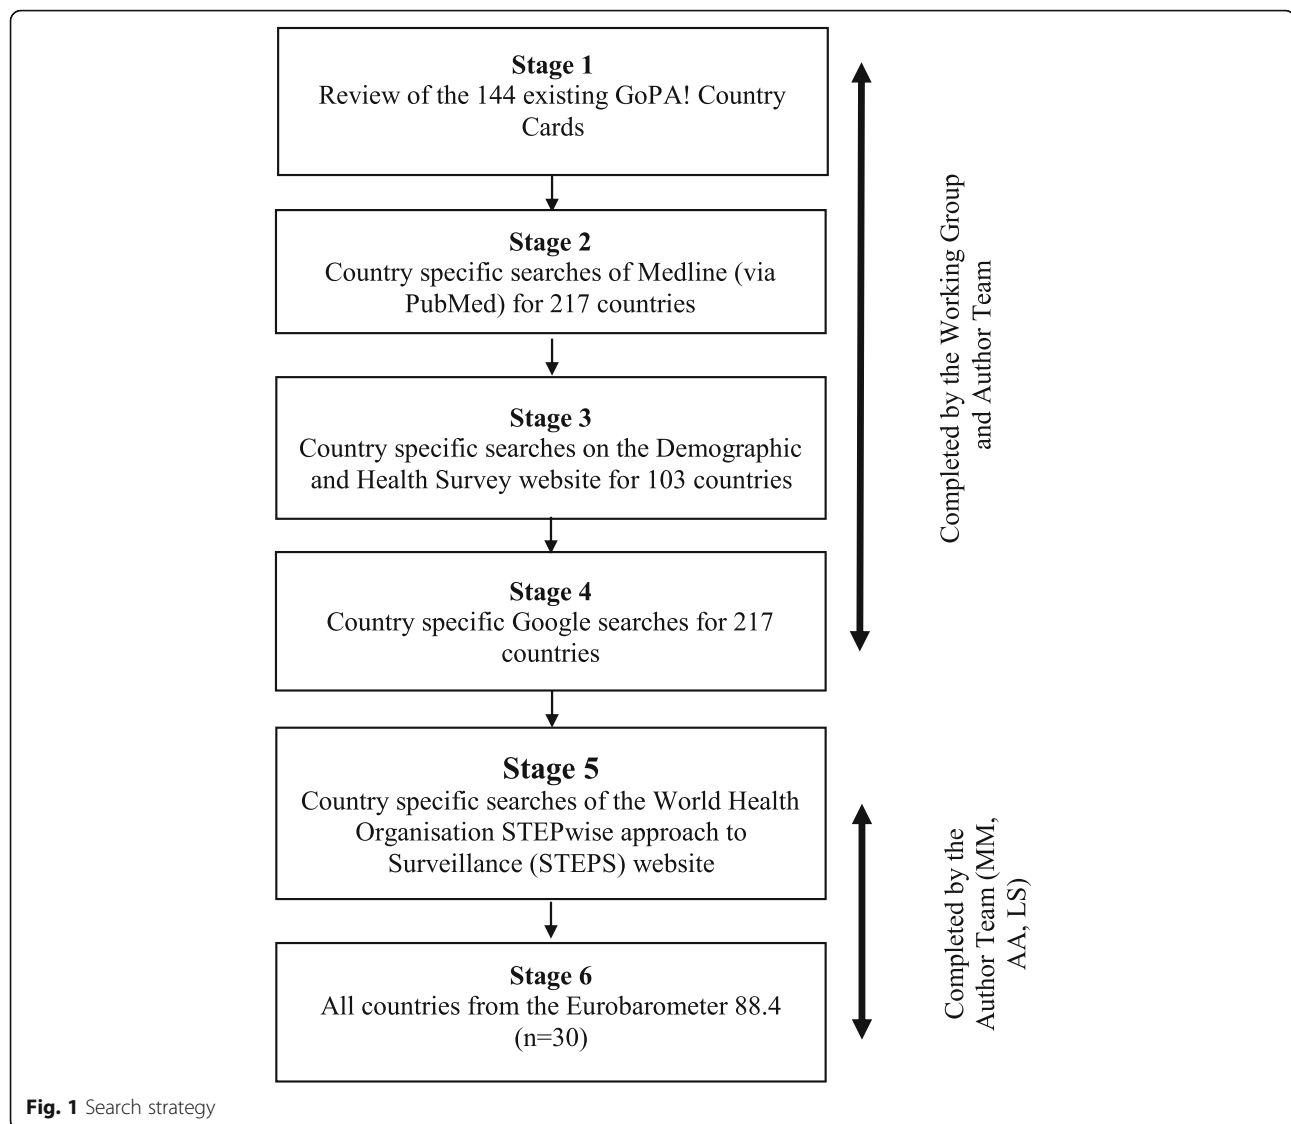 Stage 1
Review of the 144 existing GoPA! Country
Cards
Stage 2
Country specific searches of Medline (via
PubMed) for 217 countries
Stage 3
Country specific searches on the Demographic
and Health Survey website for 103 countries
Stage 4
Country specific Google searches for 217
countries
Completed by the Working Group
and Author Team
Stage 5
Country specific searches of the World Health
Organisation STEPwise approach to
Surveillance (STEPS) website
Stage 6
All countries from the Eurobarometer 88.4
(n=30)
Completed by the
Author Team (MM,
AA, LS)
Fig. 1 Search strategy